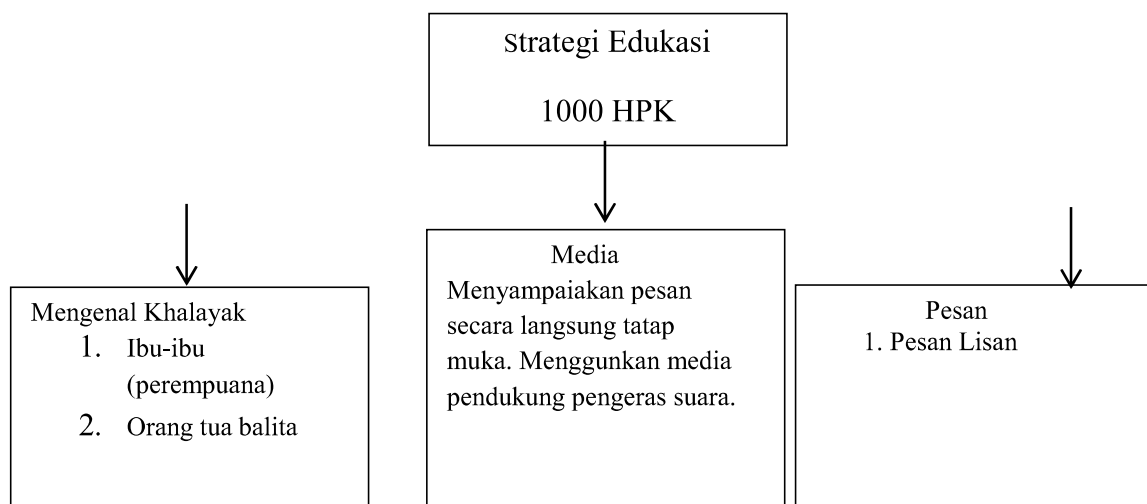 Strategi Edukasi
1000 HPK
Mengenal Khalayak
1. Ibu-ibu
(perempuana)
2. Orang tua balita
Media
Menyampaiakan pesan
secara langsung tatap
muka. Menggunkan media
pendukung pengeras suara.
Pesan
1. Pesan Lisan